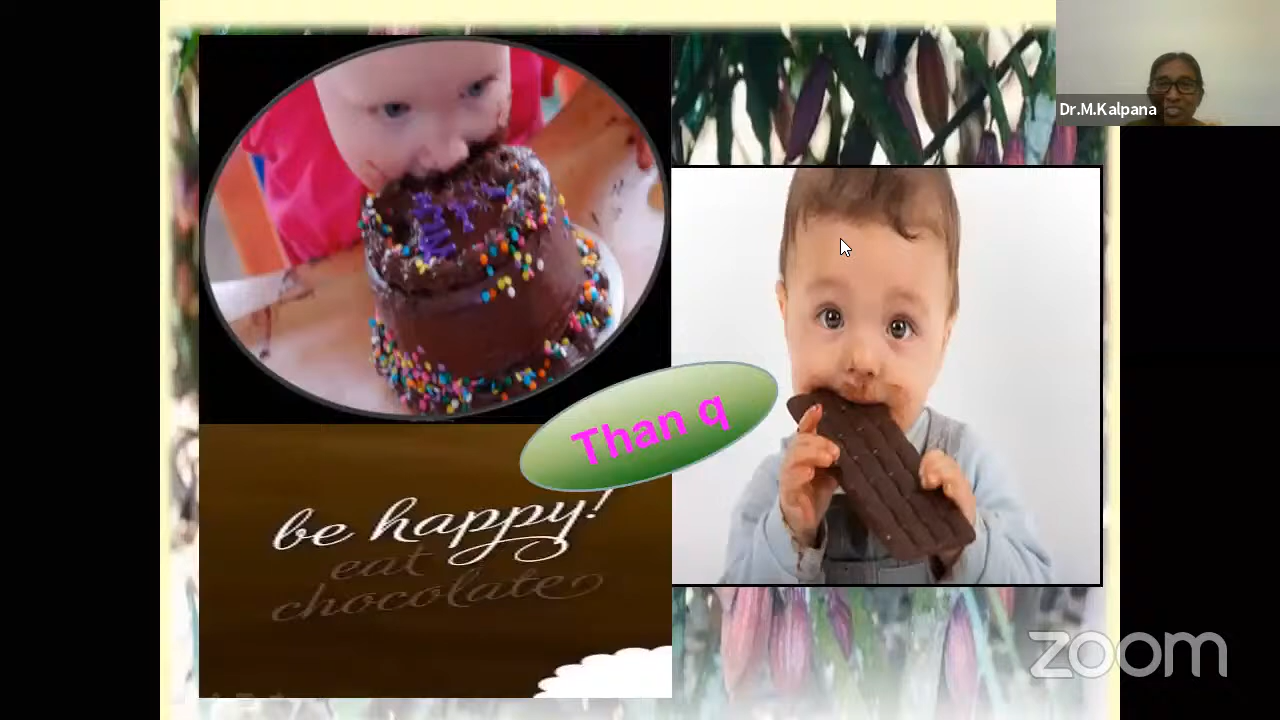 Dr.M.Kalpana
Than q
be happy!
eat
chocolate
zoom